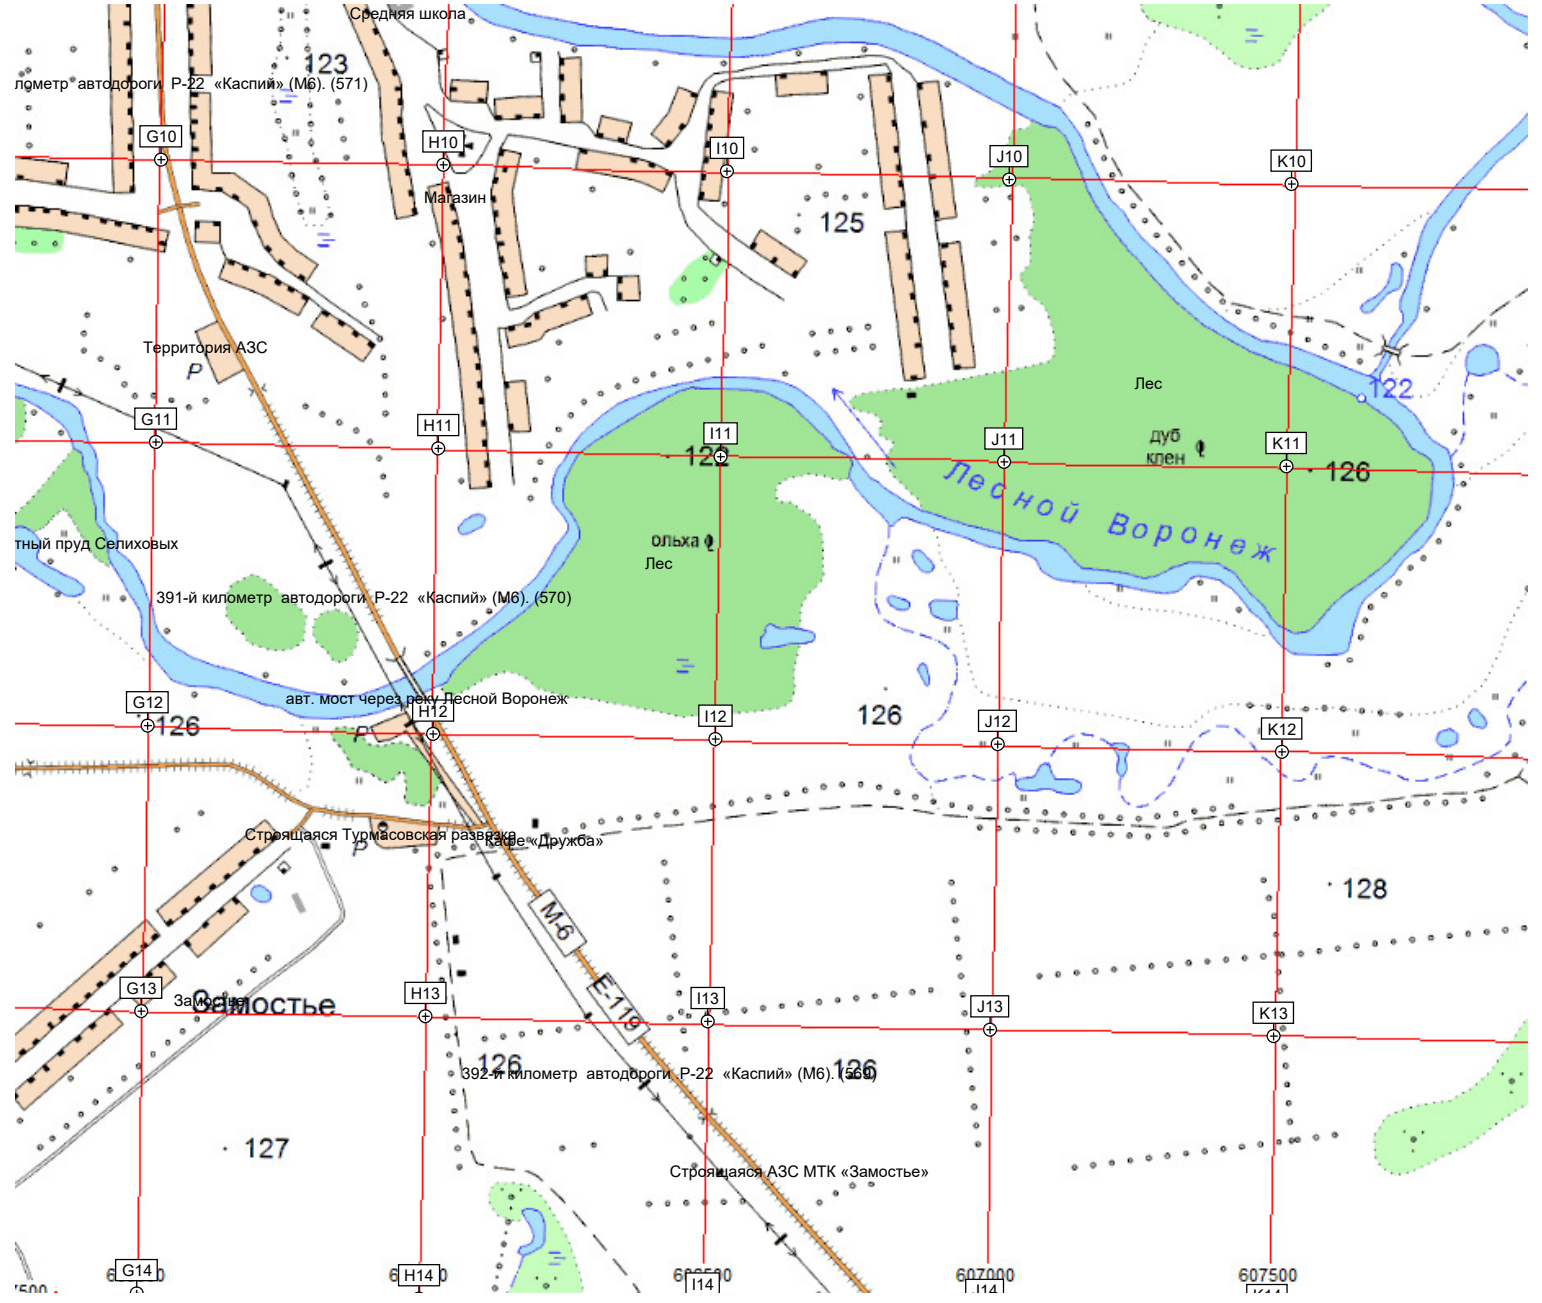 Средняя школа
123
лометр автодороги Р-22 «Каспий» (М6). (571)
G10
H10
I10
J10
K10
Магазин
125
Территория АЗС
Р
Лес
122
G11
H11
I11
J11
K11
122
дуб
клен
126
Лесной Воронеж
тный пруд Селиховых
ольха
Лес
391-й километр автодороги Р-22 «Каспий» (М6). (570)
авт. мост через реку Лесной Воронеж
G12
H12
I12
J12
K12
126
Р
126
Строящаяся Турмасовская развязка
Кафе «Дружба»
Р
128
М-6
Е-119
G13
H13
I13
J13
K13
Замостье
Замостье
126
126
392-й километр автодороги Р-22 «Каспий» (М6). (569)
127
Строящаяся АЗС МТК «Замостье»
G14
H14
I14
J14
K14
607000
607500